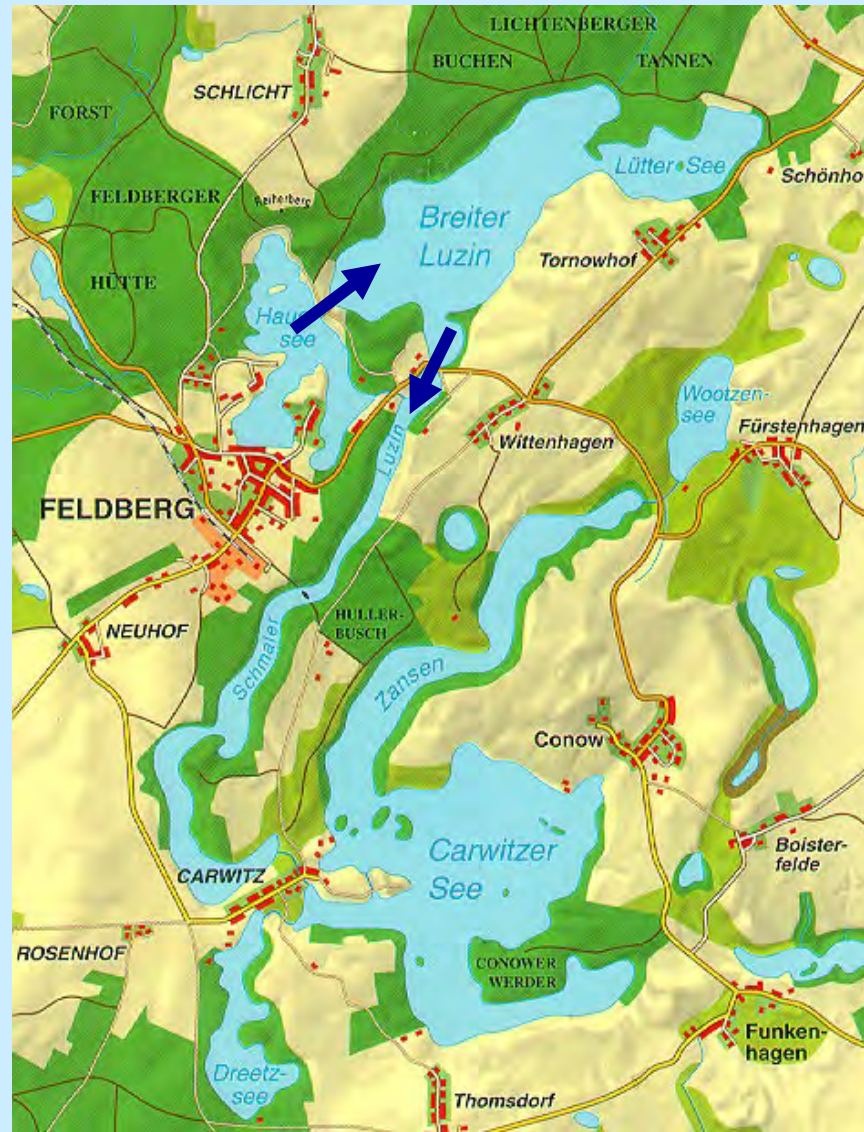 LICHTENBERGER
BUCHEN
TANNEN
SCHLICHT
FORST
Lütter See
Schönho
FELDBERGER
Reiherberg
Breiter
Luzin
Tornowhof
HÜTTE
Haus
see
Wootzen-
see
Luzin
Wittenhagen
Fürstenhagen
FELDBERG
HULLER-
BUSCH
NEUHOF
Schmaler
Zansen
Conow
Carwitzer
See
Boister-
felde
CARWITZ
ROSENHOF
CONOWER
WERDER
Funken-
hagen
Dreetz-
see
Thomsdorf